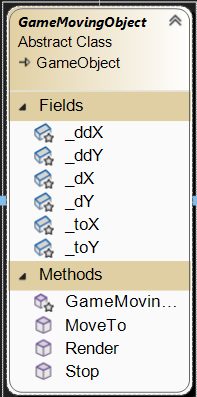 GameMovingObject
Abstract Class
GameObject
Fields
_ddX
_ddY
_dX
_dY
_toX
_toY
Methods
GameMovin...
MoveTo
Render
Stop